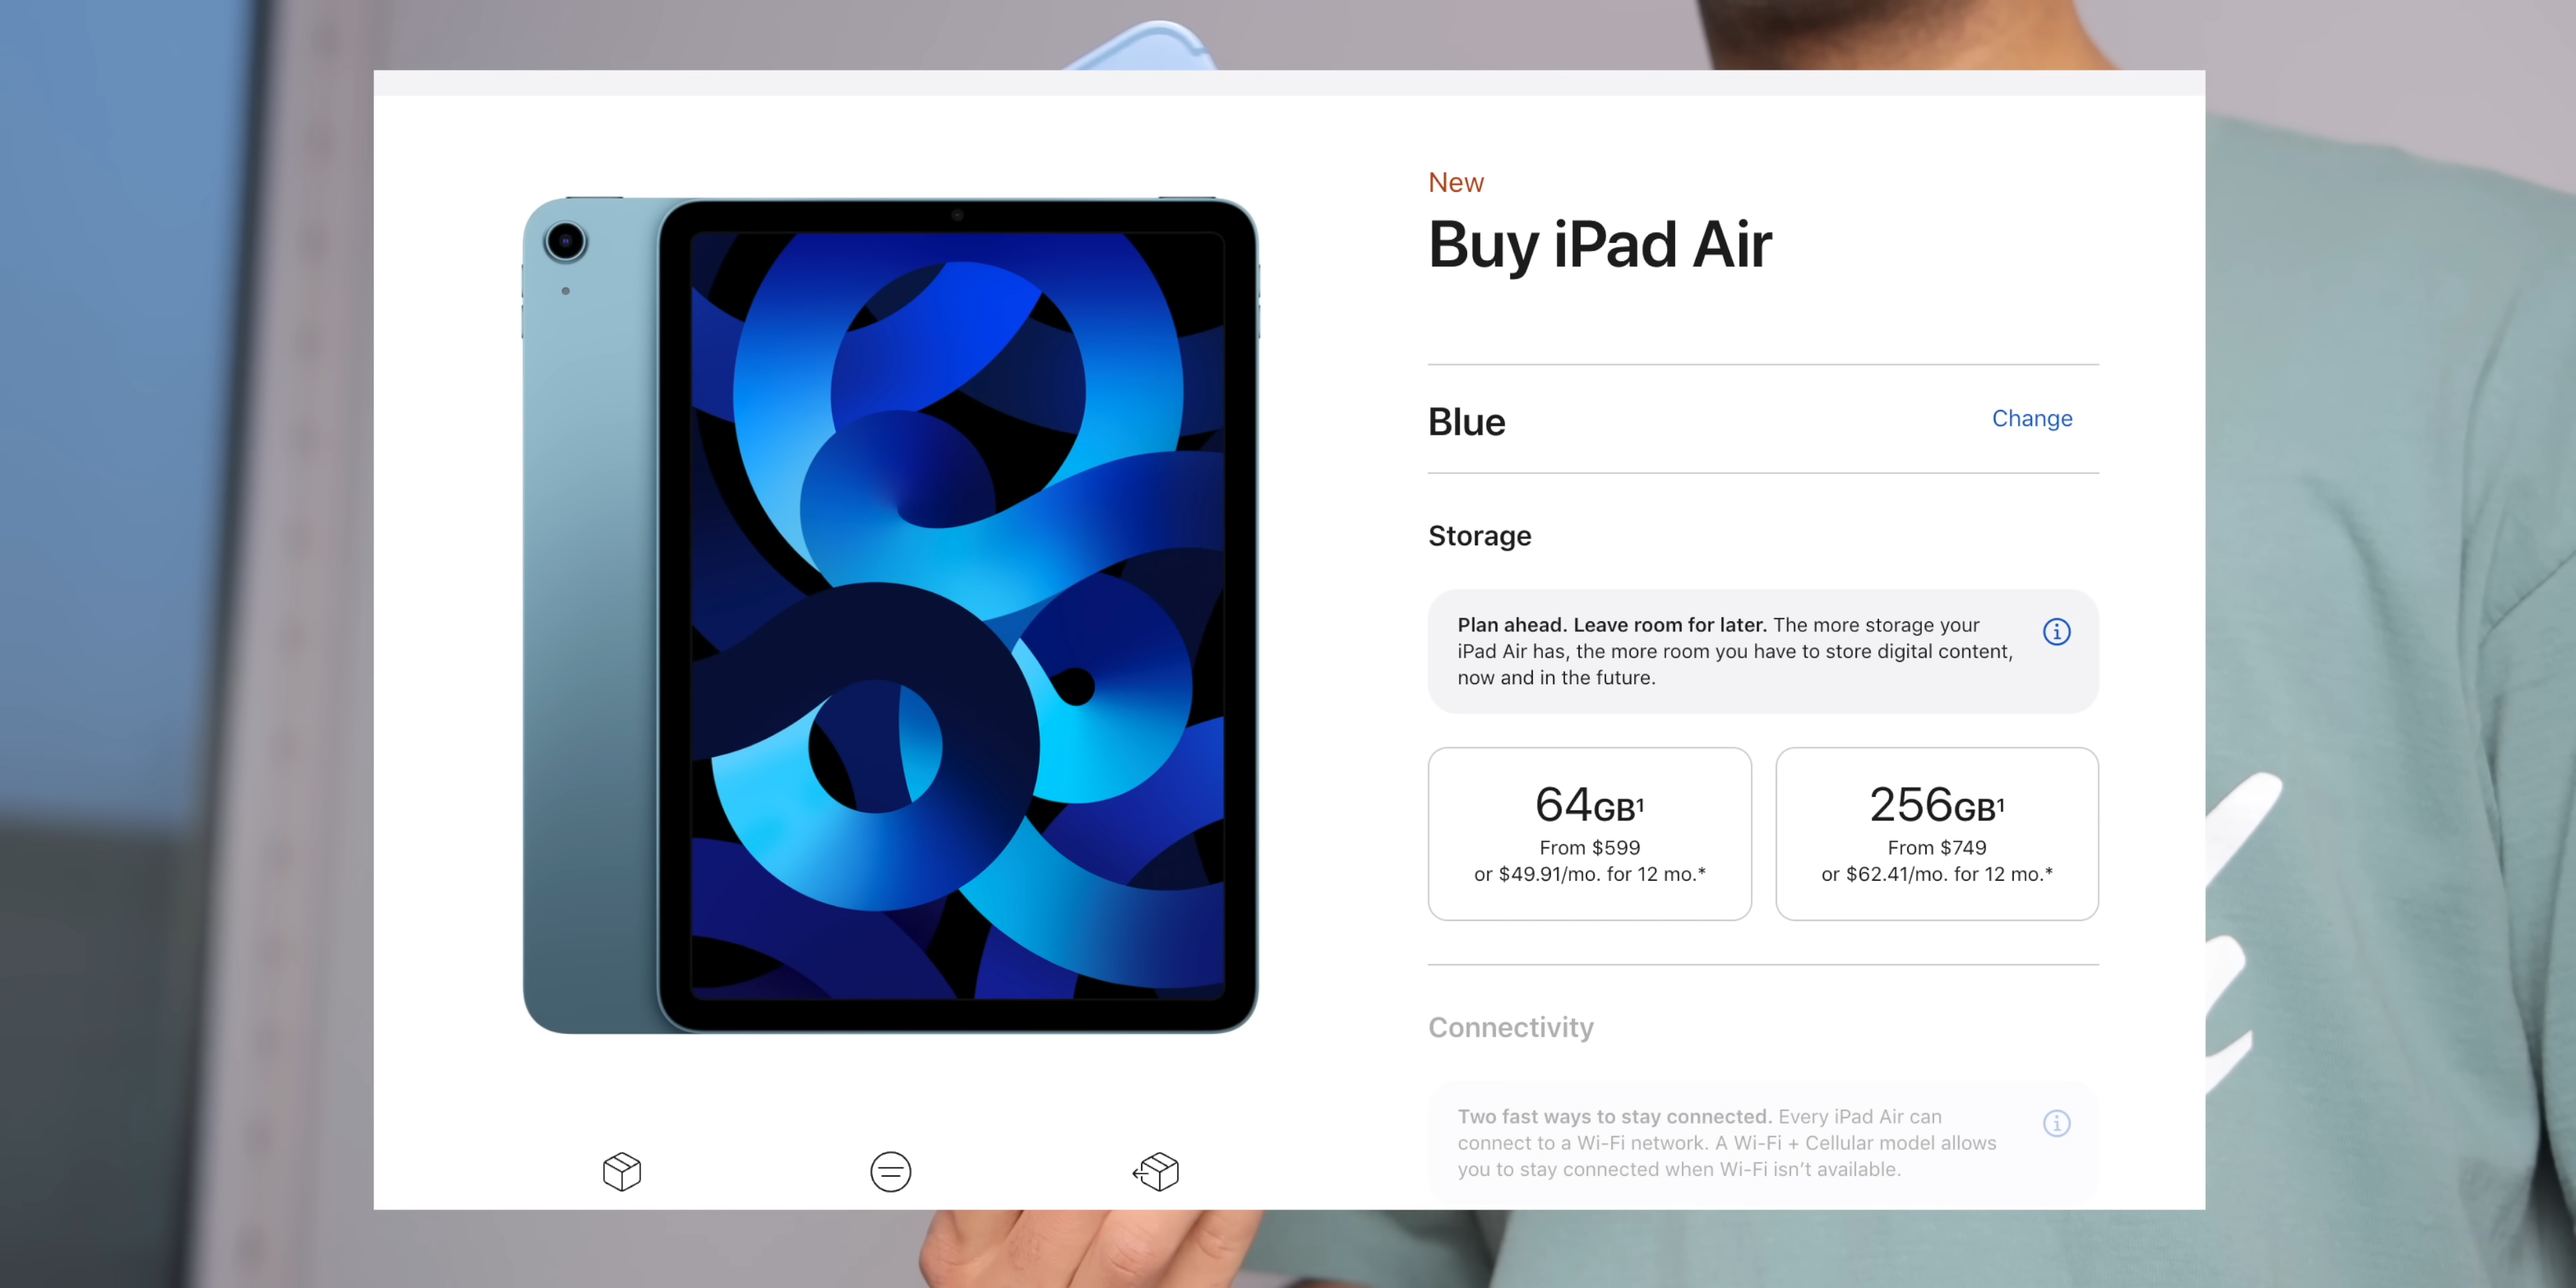 New
Buy iPad Air
Blue
Change
Storage
Plan ahead. Leave room for later. The more storage your
iPad Air has, the more room you have to store digital content,
now and in the future.
64GB¹
From $599
or $49.91/mo. for 12 mo.*
256GB¹
From $749
or $62.41/mo. for 12 mo.*
Connectivity
Two fast ways to stay connected. Every iPad Air can
connect to a Wi-Fi network. A Wi-Fi + Cellular model allows
you to stay connected when Wi-Fi isn’t available.